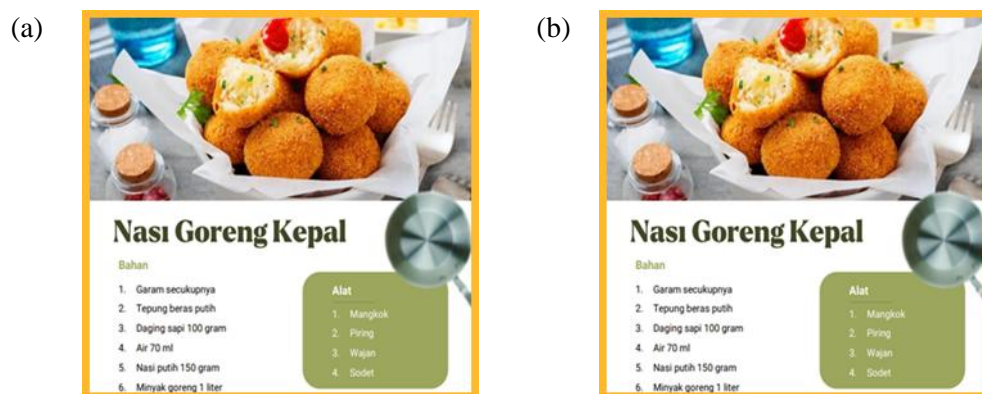 (a)
Nası Goreng Kepal
Bahan
1. Garam secukupnya
2. Tepung beras putih
3. Daging sapi 100 gram
4. Air 70 ml
5. Nasi putih 150 gram
6. Minyak goreng 1 liter
Alat
1. Mangkok
2. Piring
3. Wajan
4. Sodet
(b)
Nası Goreng Kepal
Bahan
1. Garam secukupnya
2. Tepung beras putih
3. Daging sapi 100 gram
4. Air 70 ml
5. Nasi putih 150 gram
6. Minyak goreng 1 liter
Alat
1. Mangkok
2. Piring
3. Wajan
4. Sodet